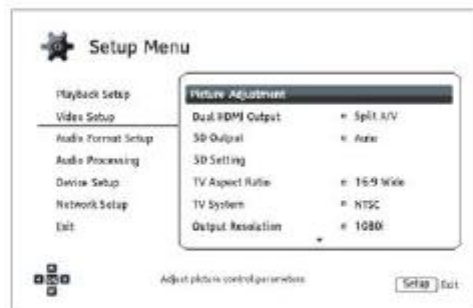 Setup Menu
Playback Setup
Video Setup
Audio Format Setup
Audio Processing
Device Setup
Network Setup
Exit
Picture Adjustment
Dual HDMI Output Split A/V
3D Output Auto
3D Setting
TV Aspect Ratio 16:9 Wide
TV System NTSC
Output Resolution 1080i
Adjust picture control parameters
Setup Exit